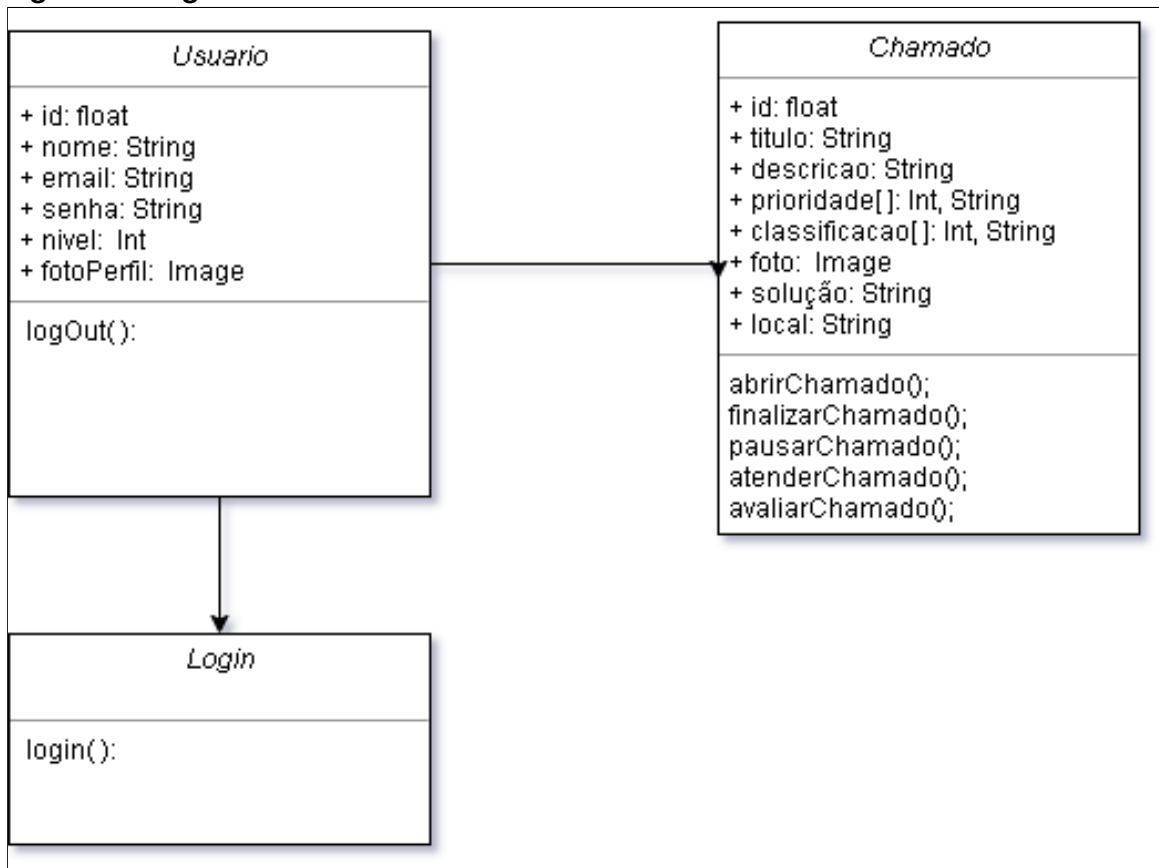 Usuario
+ id: float
+ nome: String
+ email: String
+ senha: String
+ nivel:  Int
+ fotoPerfil:  Image
logOut( ):
Chamado
+ id: float
+ titulo: String
+ descricao: String
+ prioridade[ ]: Int, String
+ classificacao[ ]: Int, String
+ foto:  Image
+ solução: String
+ local: String
abrirChamado();
finalizarChamado();
pausarChamado();
atenderChamado();
avaliarChamado();
Login
login( ):